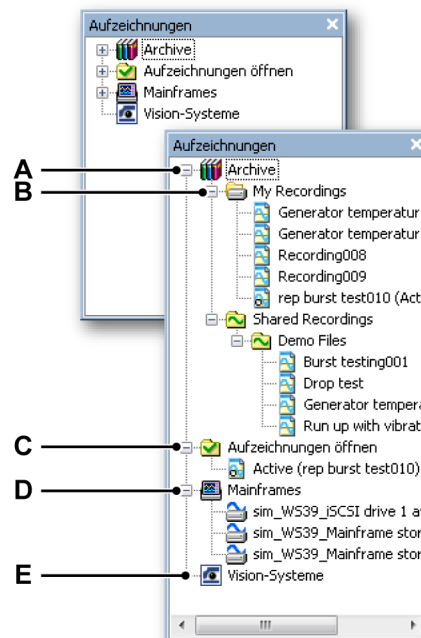 Aufzeichnungen
Archive
Aufzeichnungen öffnen
Mainframes
Vision-Systeme
Aufzeichnungen
A
Archive
B
My Recordings
Generator temperatur
Generator temperatur
Recording008
Recording009
rep burst test010 (Act
Shared Recordings
Demo Files
Burst testing001
Drop test
Generator tempera
Run up with vibrat
C
Aufzeichnungen öffnen
Active (rep burst test010)
D
Mainframes
sim_WS39_iSCSI drive 1 a
sim_WS39_Mainframe stor
sim_WS39_Mainframe stor
E
Vision-Systeme